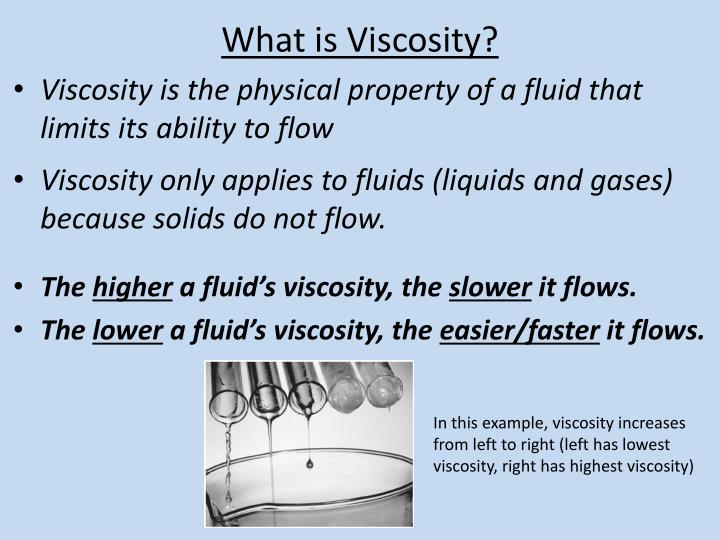 What is Viscosity?
• Viscosity is the physical property of a fluid that
limits its ability to flow
• Viscosity only applies to fluids (liquids and gases)
because solids do not flow.
• The higher a fluid’s viscosity, the slower it flows.
• The lower a fluid’s viscosity, the easier/faster it flows.
In this example, viscosity increases
from left to right (left has lowest
viscosity, right has highest viscosity)